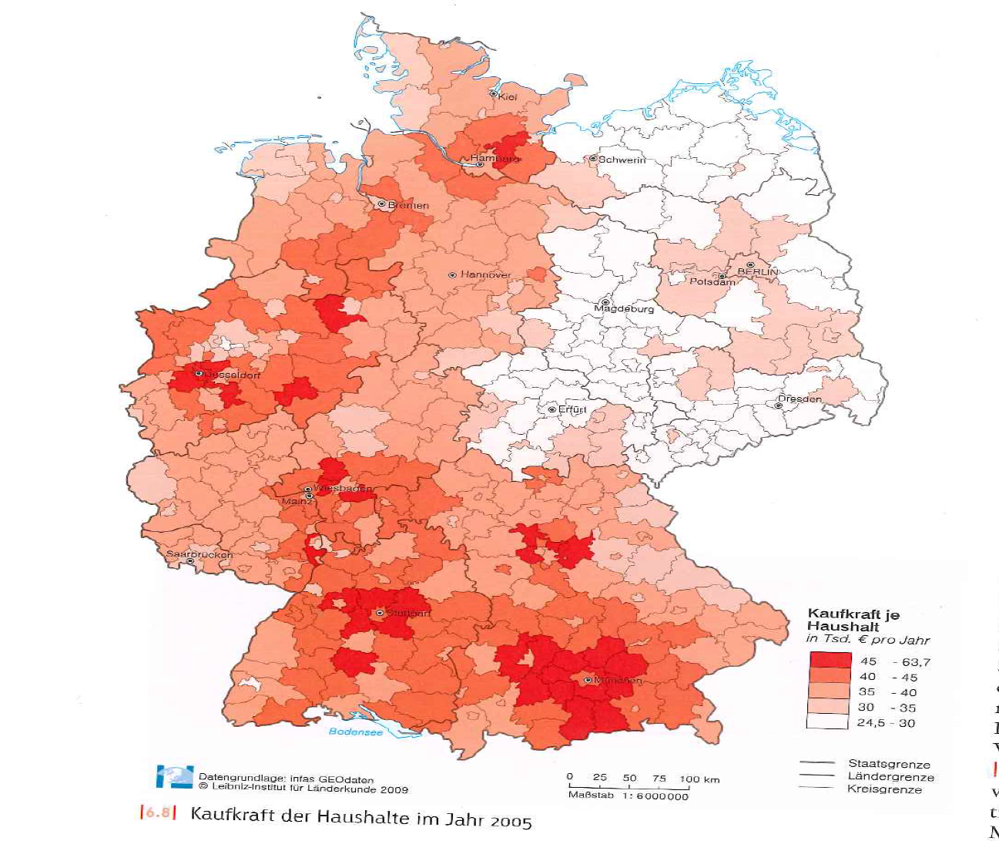 Kiel
Schwerin
Hamburg
Bremen
Hannover
BERLIN
Potsdam
Magdeburg
Düsseldorf
Dresden
Erfurt
Wiesbaden
Mainz
Saarbrücken
Stuttgart
München
Bodensee
Kaufkraft je
Haushalt
in Tsd. € pro Jahr
45 - 63,7
40 - 45
35 - 40
30 - 35
24,5 - 30
Staatsgrenze
Ländergrenze
Kreisgrenze
Datengrundlage: infas GEOdaten
© Leibniz-Institut für Länderkunde 2009
0 25 50 75 100 km
Maßstab 1: 6000000
|6.8| Kaufkraft der Haushalte im Jahr 2005